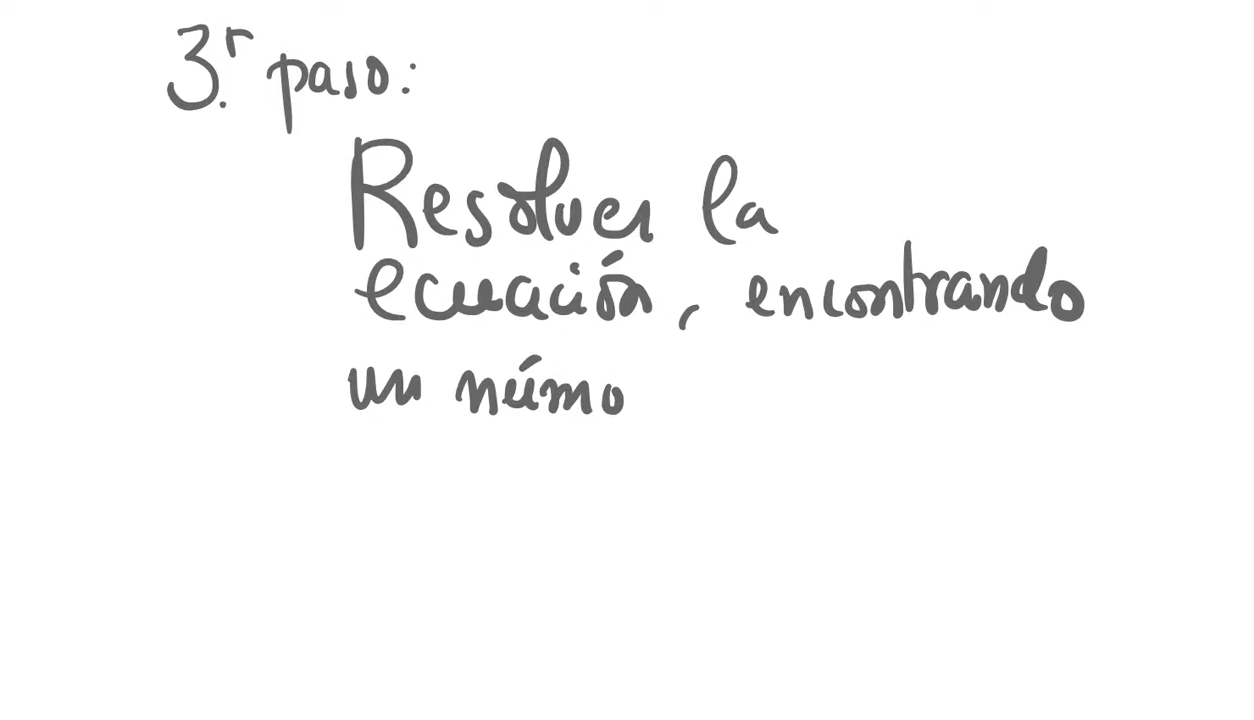 3.r paso:
Resolver la
ecuación, encontrando
un númo